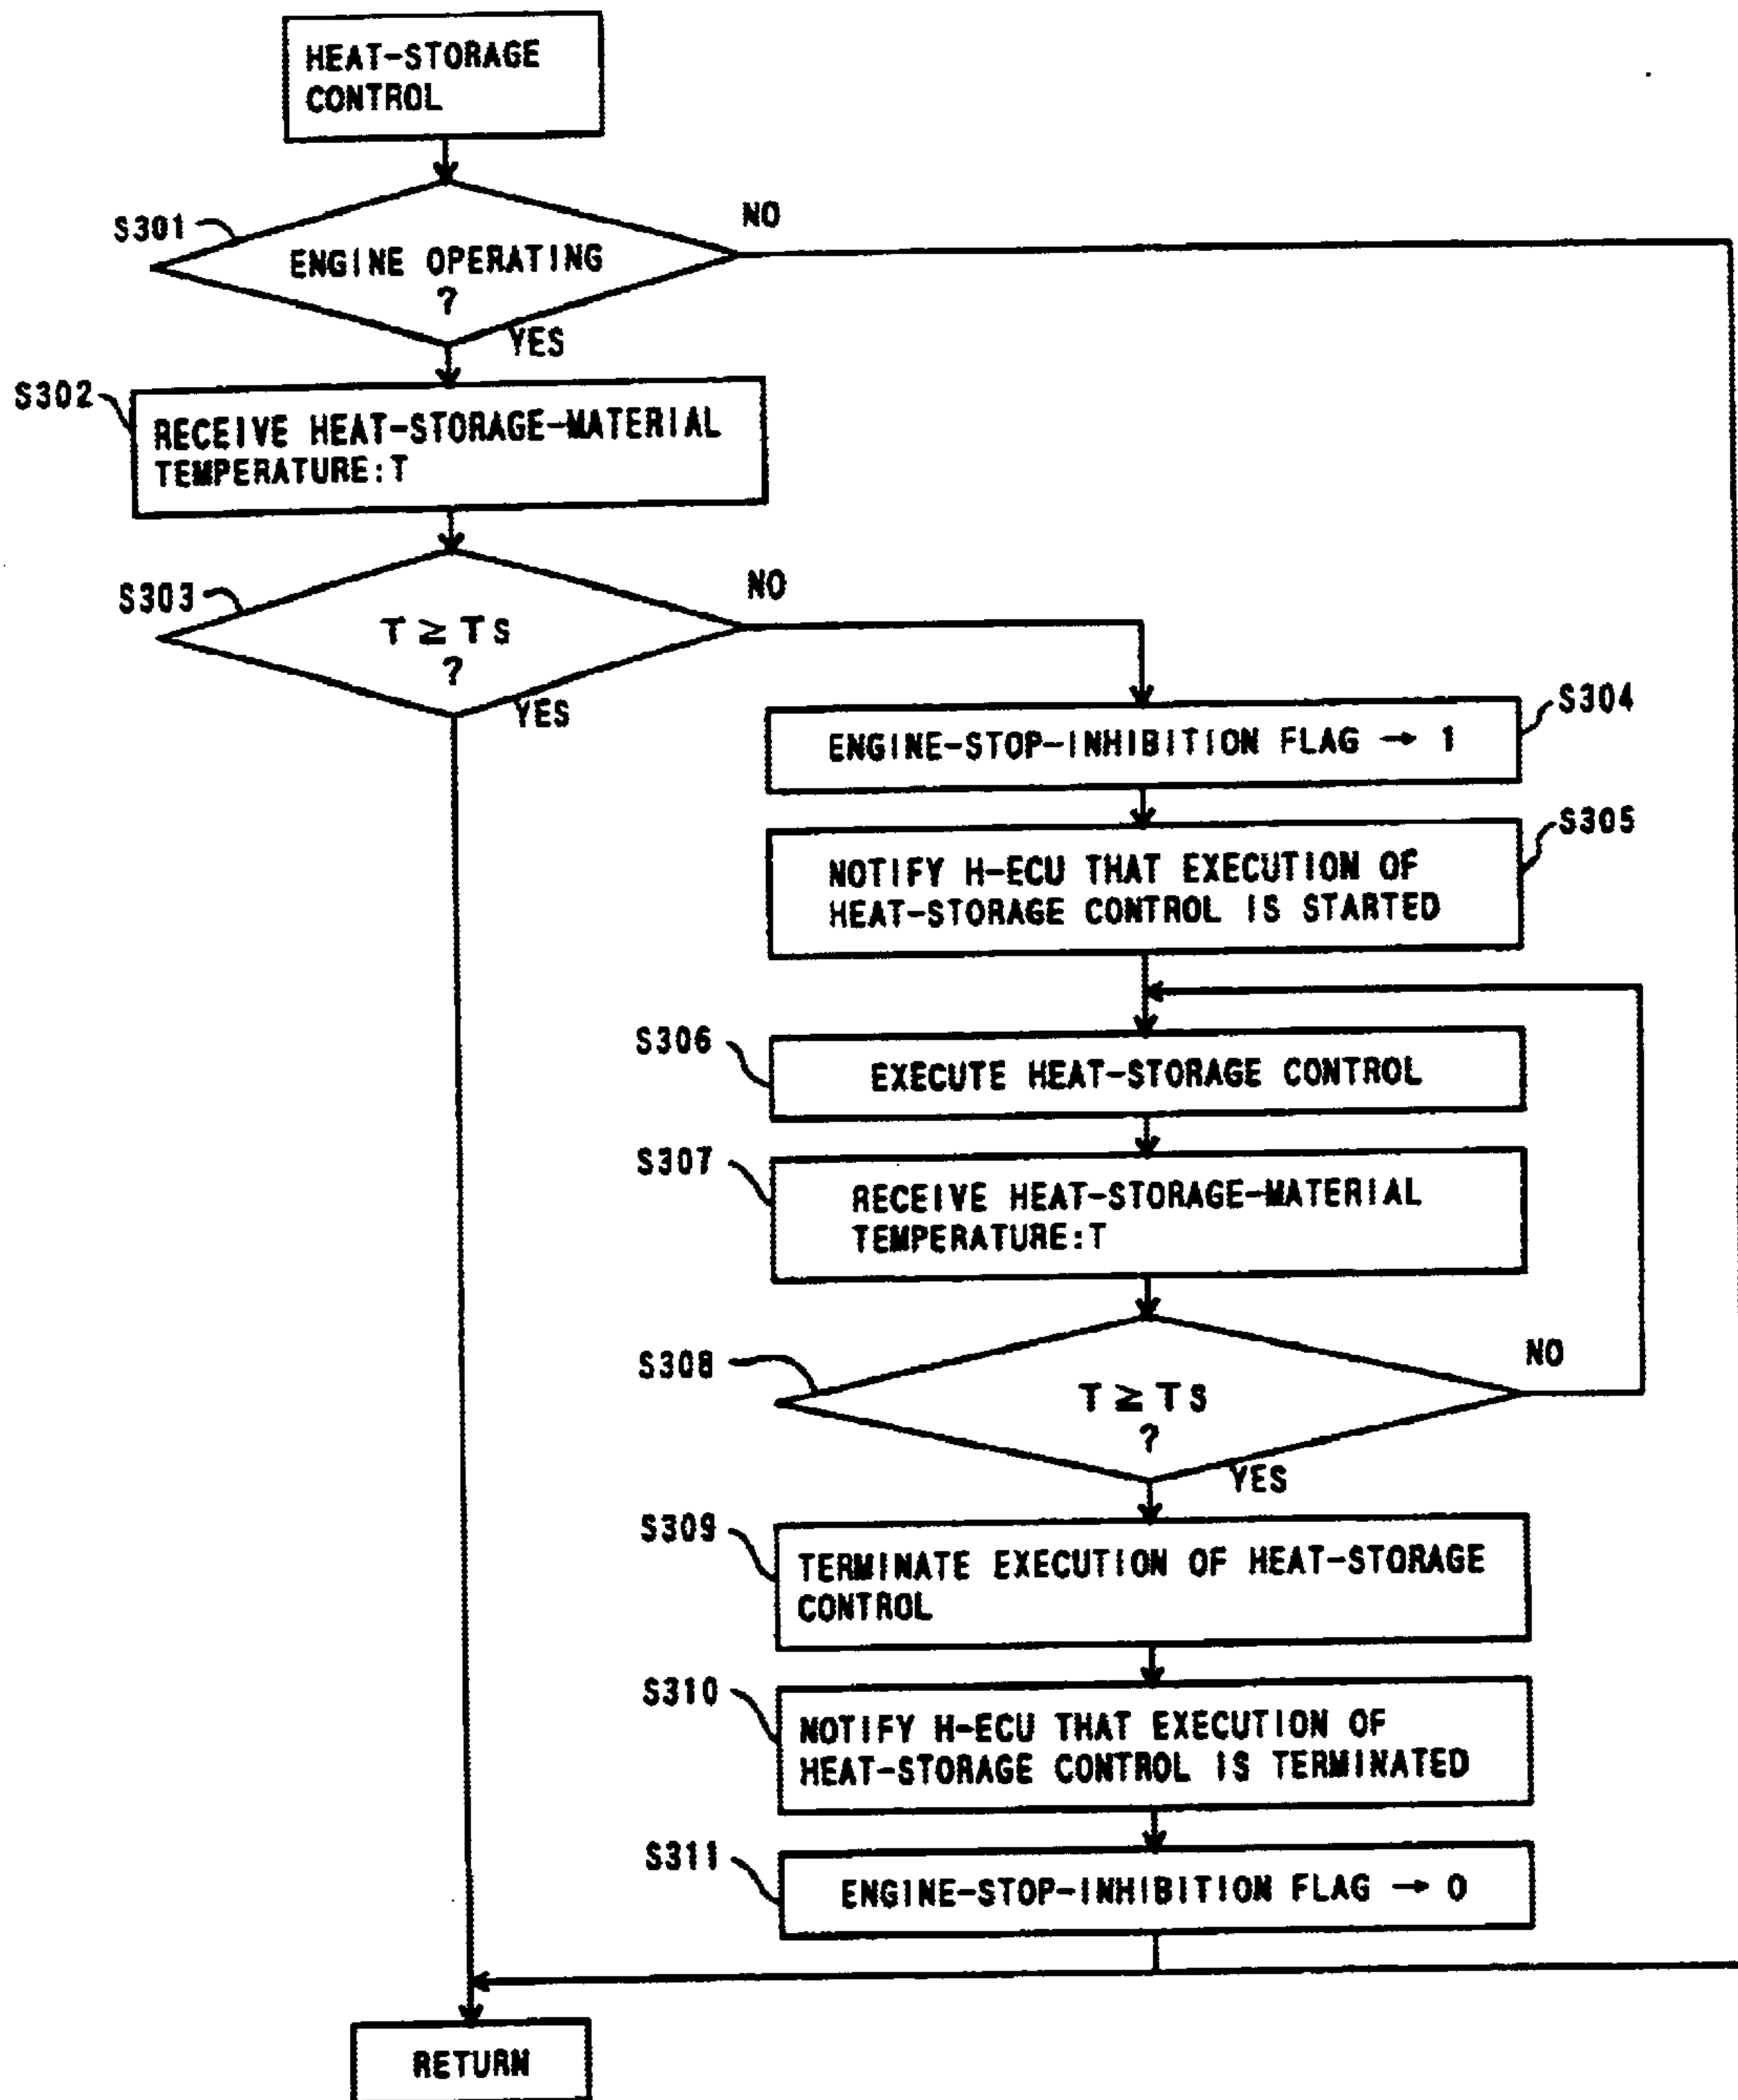 HEAT-STORAGE
CONTROL
S301
ENGINE OPERATING
?
NO
YES
S302
RECEIVE HEAT-STORAGE-MATERIAL
TEMPERATURE:T
S303
T ≧ TS
?
NO
YES
S304
ENGINE-STOP-INHIBITION FLAG → 1
S305
NOTIFY H-ECU THAT EXECUTION OF
HEAT-STORAGE CONTROL IS STARTED
S306
EXECUTE HEAT-STORAGE CONTROL
S307
RECEIVE HEAT-STORAGE-MATERIAL
TEMPERATURE:T
S308
T ≧ TS
?
NO
YES
S309
TERMINATE EXECUTION OF HEAT-STORAGE
CONTROL
S310
NOTIFY H-ECU THAT EXECUTION OF
HEAT-STORAGE CONTROL IS TERMINATED
S311
ENGINE-STOP-INHIBITION FLAG → 0
RETURN